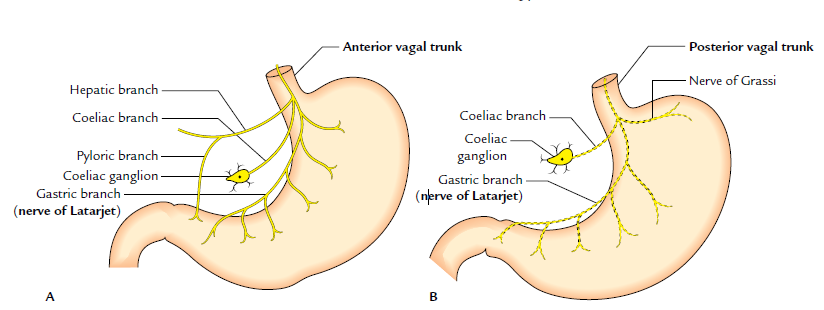 Anterior vagal trunk
Hepatic branch
Coeliac branch
Pyloric branch
Coeliac ganglion
Gastric branch
(nerve of Latarjet)
A
Posterior vagal trunk
Nerve of Grassi
Coeliac branch
Coeliac
ganglion
Gastric branch
(nerve of Latarjet)
B